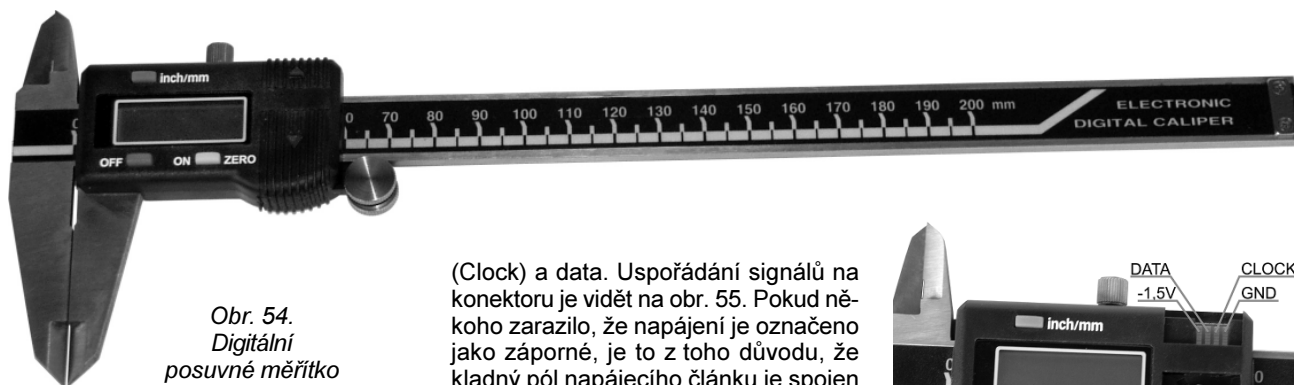 inch/mm
OFF ON ZERO
0 70 80 90 100 110 120 130 140 150 160 170 180 190 200 mm
ELECTRONIC
DIGITAL CALIPER
Obr. 54.
Digitální
posuvné měřítko
(Clock) a data. Uspořádání signálů na
konektoru je vidět na obr. 55. Pokud ně-
koho zarazilo, že napájení je označeno
jako záporné, je to z toho důvodu, že
kladný pól napájecího článku je spojen
DATA CLOCK
-1,5V GND
inch/mm
0